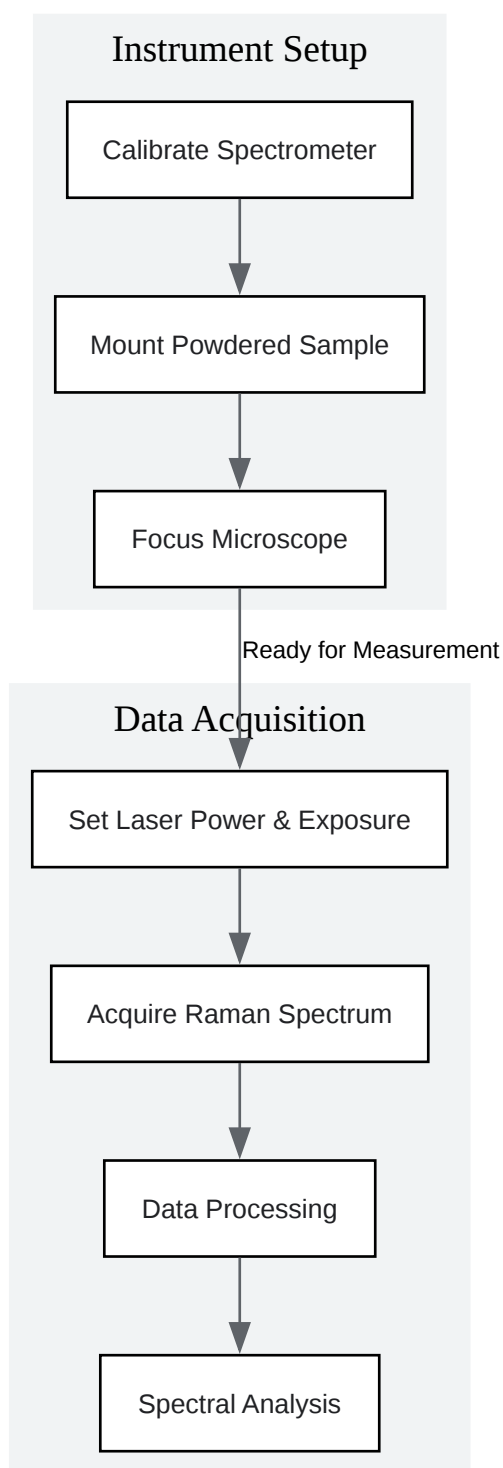 Instrument Setup
Calibrate Spectrometer
Mount Powdered Sample
Focus Microscope
Ready for Measurement
Data Acquisition
Set Laser Power & Exposure
Acquire Raman Spectrum
Data Processing
Spectral Analysis